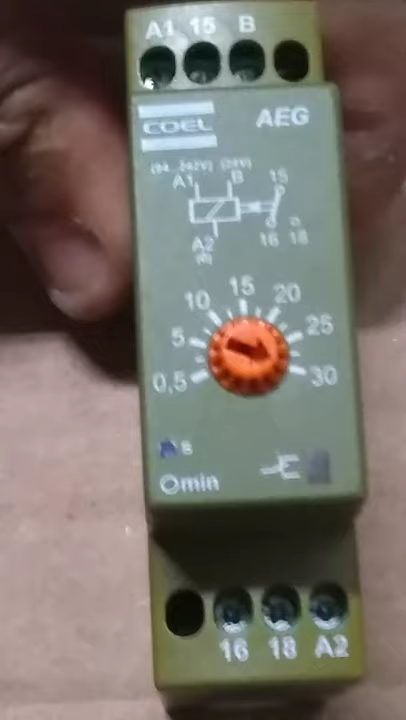 A1 15 B
COEL AEG
(94...242V) (24V)
A1 B 15
A2 16 18
15
10 20
5 25
0,5 30
s
min
16 18 A2